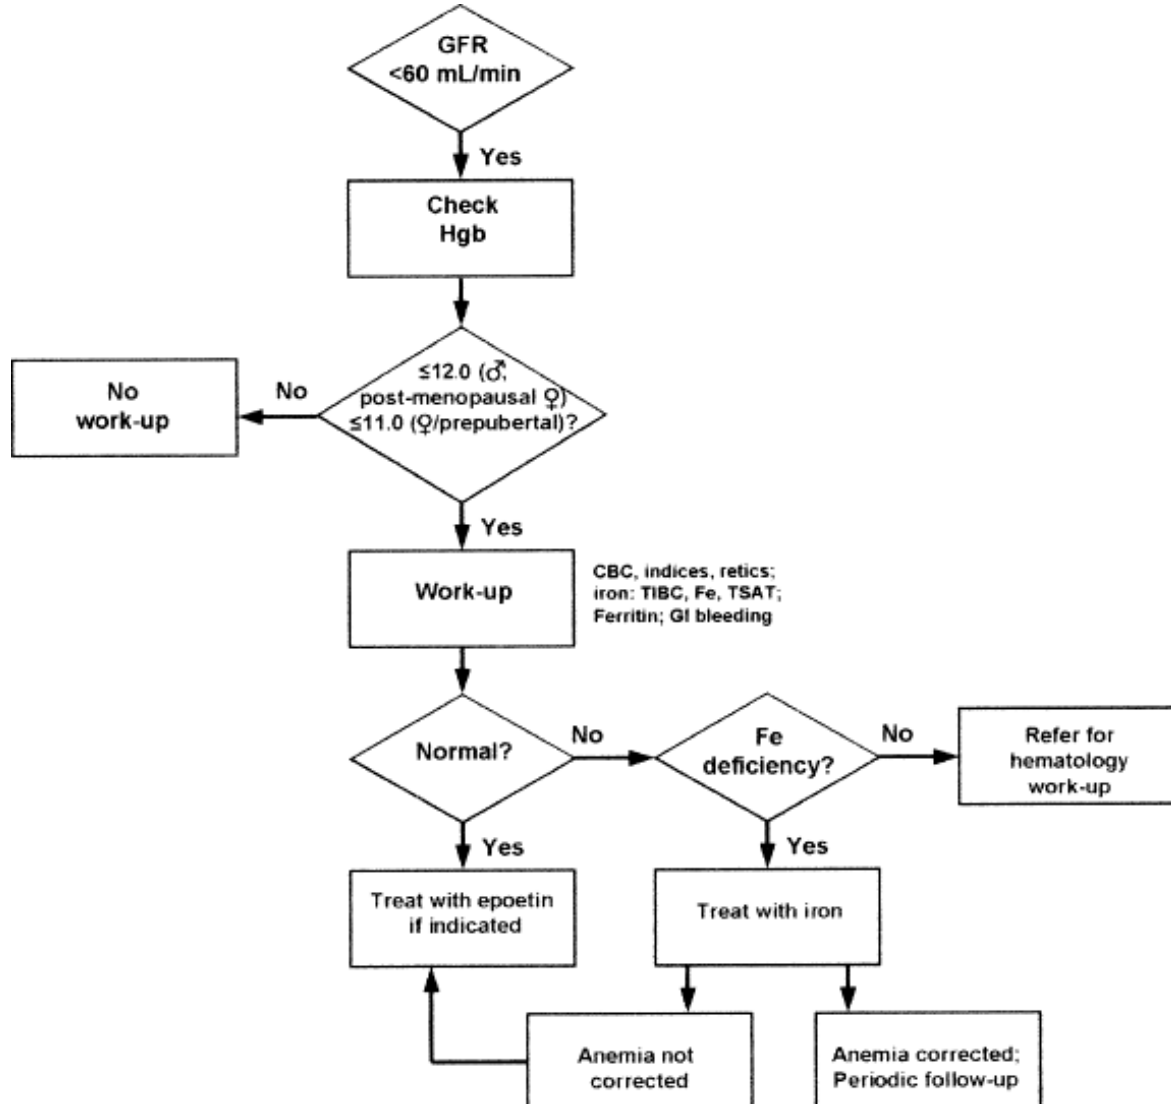 GFR
<60 mL/min
Yes
Check
Hgb
≤12.0 (♂,
post-menopausal ♀)
≤11.0 (♀/prepubertal)?
No
No
work-up
Yes
Work-up
CBC, indices, retics;
iron: TIBC, Fe, TSAT;
Ferritin; GI bleeding
Normal?
No
Fe
deficiency?
No
Refer for
hematology
work-up
Yes
Yes
Treat with epoetin
if indicated
Treat with iron
Anemia not
corrected
Anemia corrected;
Periodic follow-up